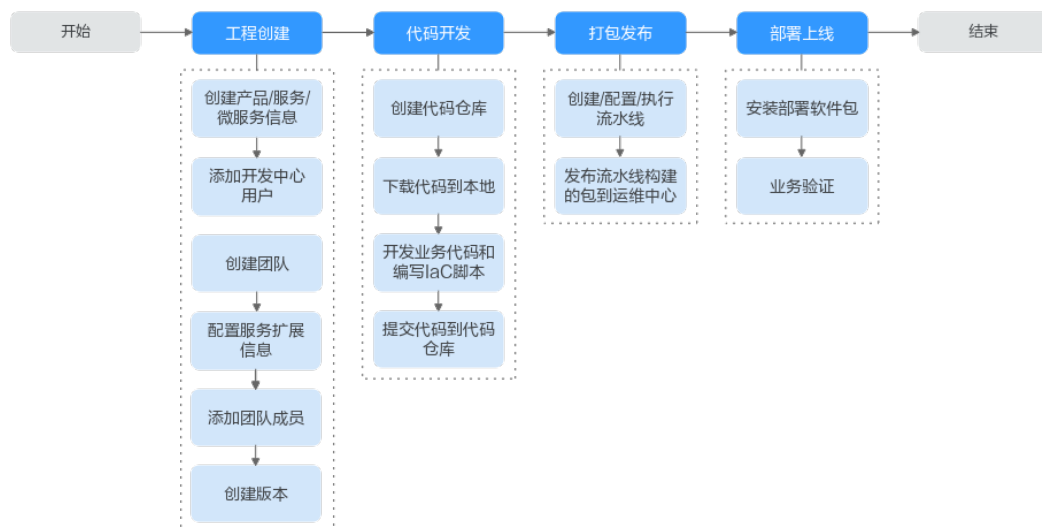 开始
工程创建
代码开发
打包发布
部署上线
结束
创建产品/服务/
微服务信息
添加开发中心
用户
创建团队
配置服务扩展
信息
添加团队成员
创建版本
创建代码仓库
下载代码到本地
开发业务代码和
编写IaC脚本
提交代码到代码
仓库
创建/配置/执行
流水线
发布流水线构建
的包到运维中心
安装部署软件包
业务验证